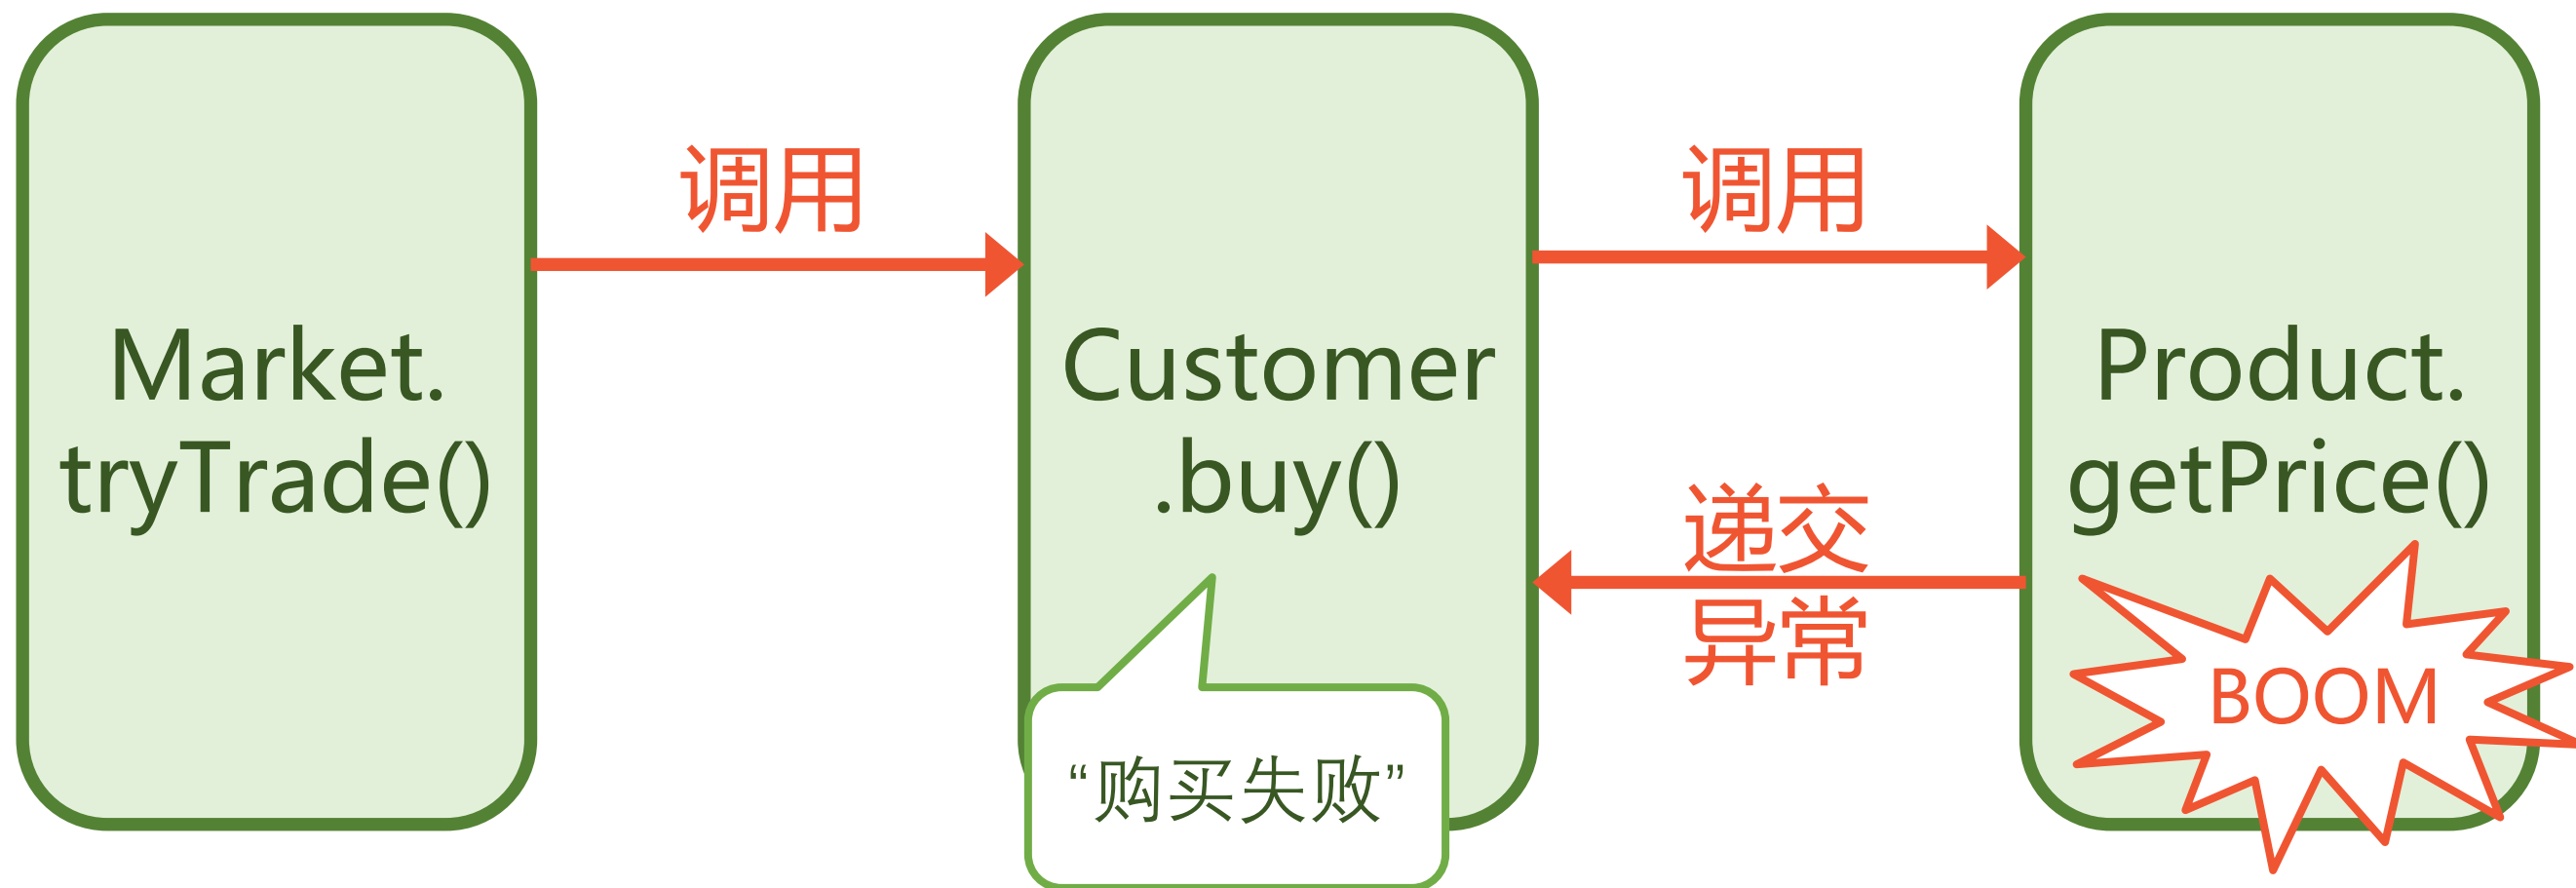 Market.
tryTrade()
调用
Customer
.buy()
“购买失败”
调用
递交
异常
Product.
getPrice()
BOOM